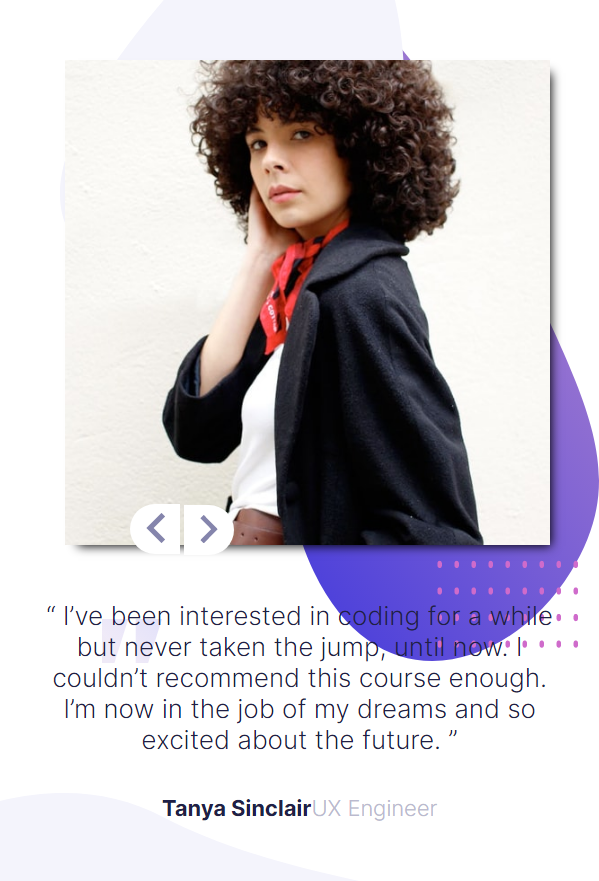 “ I’ve been interested in coding for a while
but never taken the jump, until now. I
couldn’t recommend this course enough.
I’m now in the job of my dreams and so
excited about the future. ”
Tanya SinclairUX Engineer